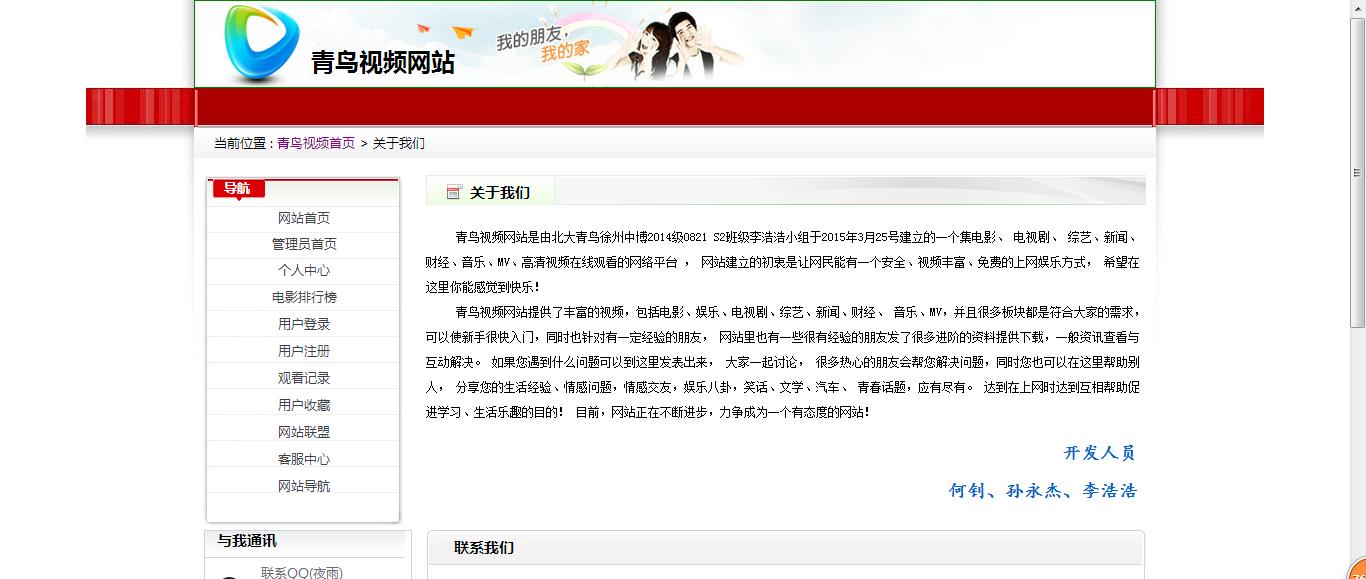 青鸟视频网站
我的朋友，
我的家
当前位置：青鸟视频首页 > 关于我们
导航
网站首页
管理员首页
个人中心
电影排行榜
用户登录
用户注册
观看记录
用户收藏
网站联盟
客服中心
网站导航
关于我们
青鸟视频网站是由北大青鸟徐州中博2014级0821 S2班级李浩浩小组于2015年3月25号建立的一个集电影、 电视剧、 综艺、新闻、
财经、音乐、MV、高清视频在线观看的网络平台 ， 网站建立的初衷是让网民能有一个安全、视频丰富、免费的上网娱乐方式， 希望在
这里你能感觉到快乐！
青鸟视频网站提供了丰富的视频，包括电影、娱乐、电视剧、综艺、新闻、财经、 音乐、MV，并且很多板块都是符合大家的需求，
可以使新手很快入门，同时也针对有一定经验的朋友， 网站里也有一些很有经验的朋友发了很多进阶的资料提供下载，一般资讯查看与
互动解决。 如果您遇到什么问题可以到这里发表出来， 大家一起讨论， 很多热心的朋友会帮您解决问题，同时您也可以在这里帮助别
人， 分享您的生活经验、情感问题，情感交友，娱乐八卦，笑话、文学、汽车、 青春话题，应有尽有。 达到在上网时达到互相帮助促
进学习、生活乐趣的目的！ 目前，网站正在不断进步，力争成为一个有态度的网站！
开发人员
何钊、孙永杰、李浩浩
与我通讯
联系QQ(夜雨)
联系我们